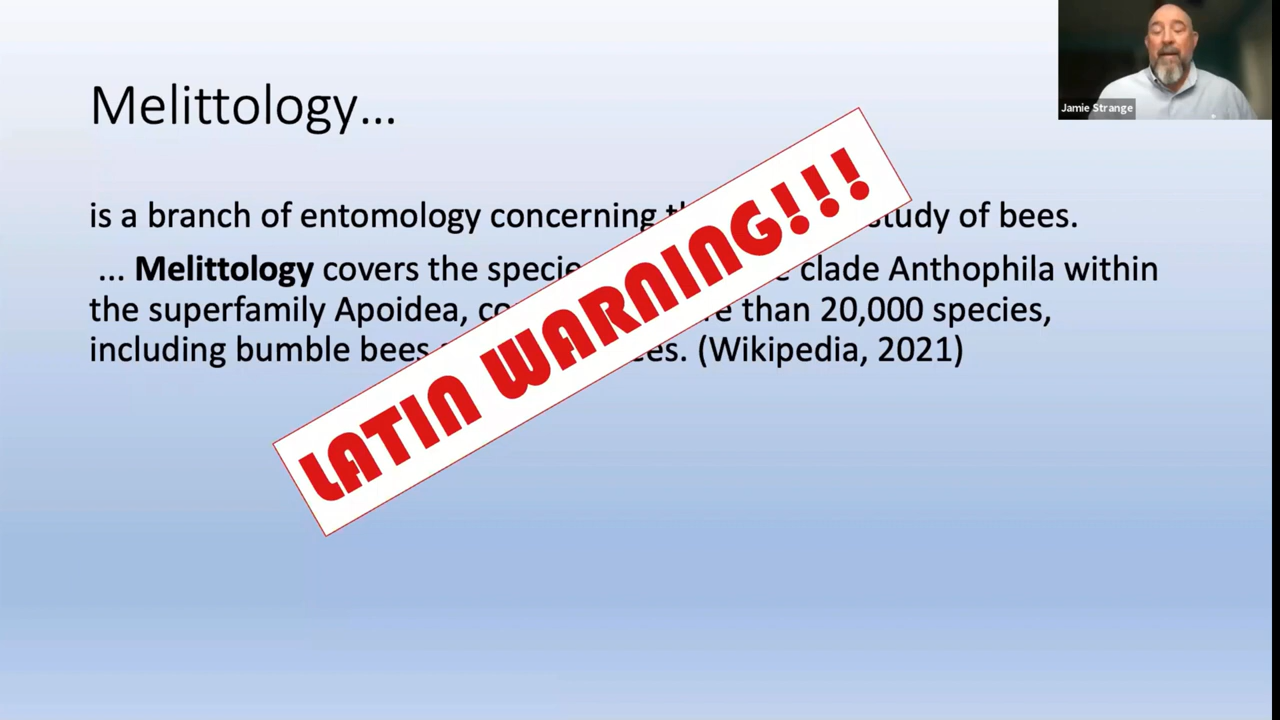 Melittology...
is a branch of entomology concerning study of bees.
... Melittology covers the clade Anthophila within
the superfamily Apoidea, than 20,000 species,
including bumble bees (Wikipedia, 2021)
LATIN WARNING!!!
Jamie Strange